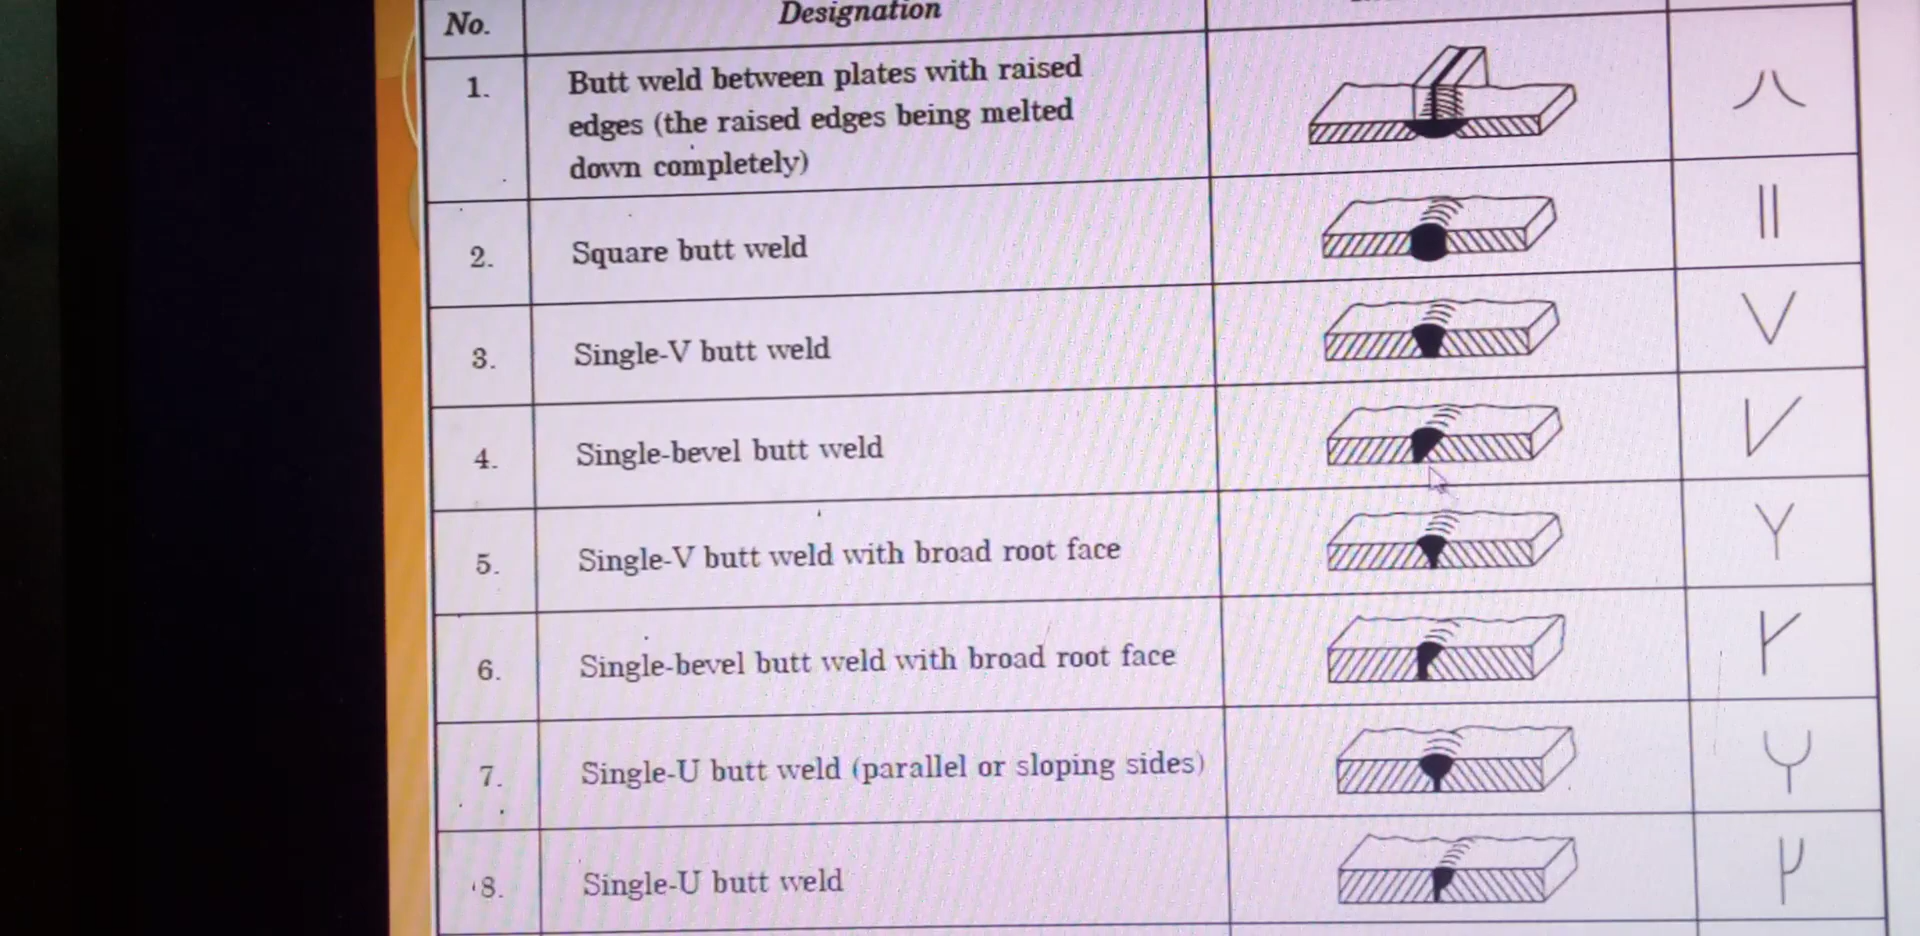 No.
Designation
1.
Butt weld between plates with raised
edges (the raised edges being melted
down completely)
2.
Square butt weld
3.
Single-V butt weld
4.
Single-bevel butt weld
5.
Single-V butt weld with broad root face
6.
Single-bevel butt weld with broad root face
7.
Single-U butt weld (parallel or sloping sides)
8.
Single-U butt weld